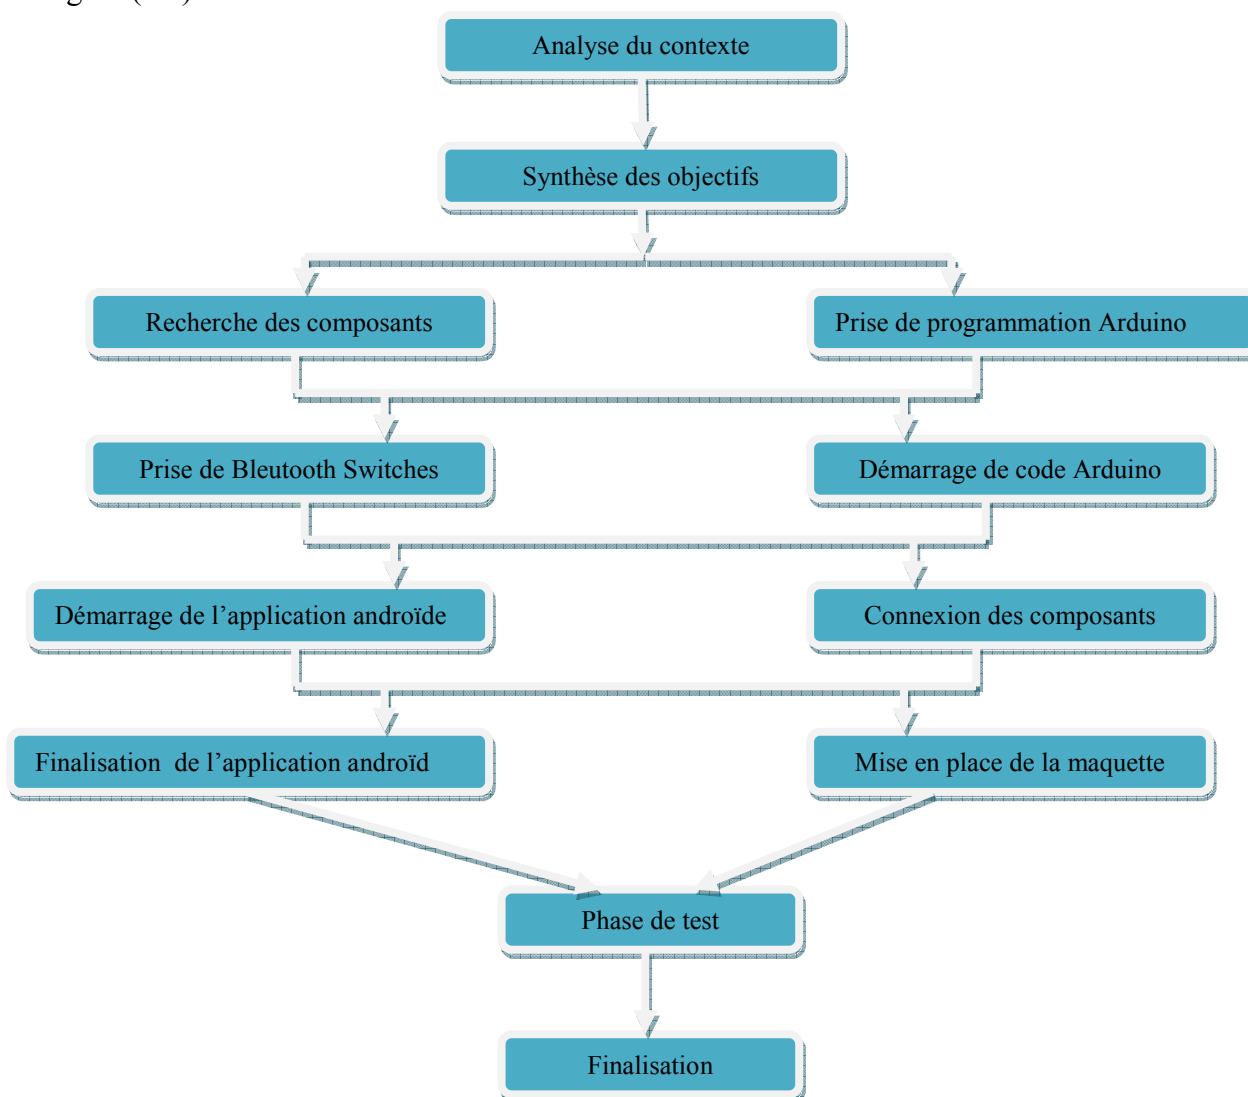 Analyse du contexte
Synthèse des objectifs
Recherche des composants
Prise de programmation Arduino
Prise de Bleutooth Switches
Démarrage de code Arduino
Démarrage de l’application androïde
Connexion des composants
Finalisation de l’application androïd
Mise en place de la maquette
Phase de test
Finalisation